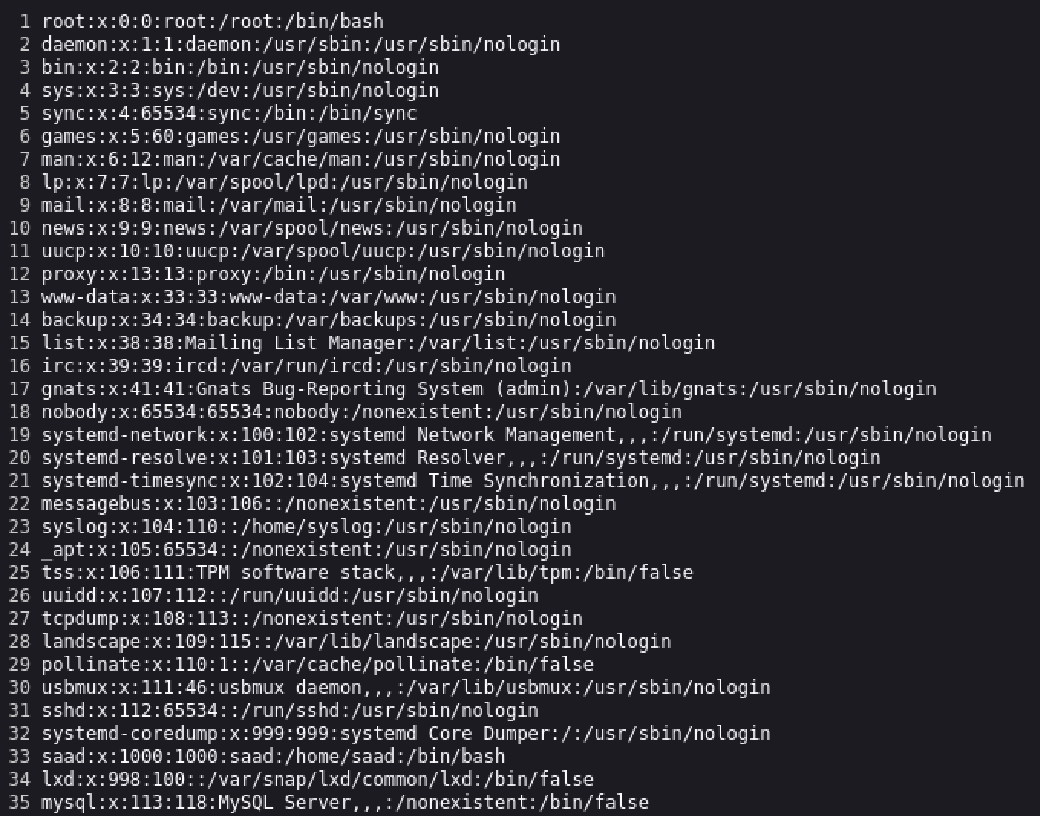 1 root:x:0:0:root:/root:/bin/bash
2 daemon:x:1:1:daemon:/usr/sbin:/usr/sbin/nologin
3 bin:x:2:2:bin:/bin:/usr/sbin/nologin
4 sys:x:3:3:sys:/dev:/usr/sbin/nologin
5 sync:x:4:65534:sync:/bin:/bin/sync
6 games:x:5:60:games:/usr/games:/usr/sbin/nologin
7 man:x:6:12:man:/var/cache/man:/usr/sbin/nologin
8 lp:x:7:7:lp:/var/spool/lpd:/usr/sbin/nologin
9 mail:x:8:8:mail:/var/mail:/usr/sbin/nologin
10 news:x:9:9:news:/var/spool/news:/usr/sbin/nologin
11 uucp:x:10:10:uucp:/var/spool/uucp:/usr/sbin/nologin
12 proxy:x:13:13:proxy:/bin:/usr/sbin/nologin
13 www-data:x:33:33:www-data:/var/www:/usr/sbin/nologin
14 backup:x:34:34:backup:/var/backups:/usr/sbin/nologin
15 list:x:38:38:Mailing List Manager:/var/list:/usr/sbin/nologin
16 irc:x:39:39:ircd:/var/run/ircd:/usr/sbin/nologin
17 gnats:x:41:41:Gnats Bug-Reporting System (admin):/var/lib/gnats:/usr/sbin/nologin
18 nobody:x:65534:65534:nobody:/nonexistent:/usr/sbin/nologin
19 systemd-network:x:100:102:systemd Network Management,,,:/run/systemd:/usr/sbin/nologin
20 systemd-resolve:x:101:103:systemd Resolver,,,:/run/systemd:/usr/sbin/nologin
21 systemd-timesync:x:102:104:systemd Time Synchronization,,,:/run/systemd:/usr/sbin/nologin
22 messagebus:x:103:106::/nonexistent:/usr/sbin/nologin
23 syslog:x:104:110::/home/syslog:/usr/sbin/nologin
24 _apt:x:105:65534::/nonexistent:/usr/sbin/nologin
25 tss:x:106:111:TPM software stack,,,:/var/lib/tpm:/bin/false
26 uuidd:x:107:112::/run/uuidd:/usr/sbin/nologin
27 tcpdump:x:108:113::/nonexistent:/usr/sbin/nologin
28 landscape:x:109:115::/var/lib/landscape:/usr/sbin/nologin
29 pollinate:x:110:1::/var/cache/pollinate:/bin/false
30 usbmux:x:111:46:usbmux daemon,,,:/var/lib/usbmux:/usr/sbin/nologin
31 sshd:x:112:65534::/run/sshd:/usr/sbin/nologin
32 systemd-coredump:x:999:999:systemd Core Dumper:/:/usr/sbin/nologin
33 saad:x:1000:1000:saad:/home/saad:/bin/bash
34 lxd:x:998:100::/var/snap/lxd/common/lxd:/bin/false
35 mysql:x:113:118:MySQL Server,,,:/nonexistent:/bin/false